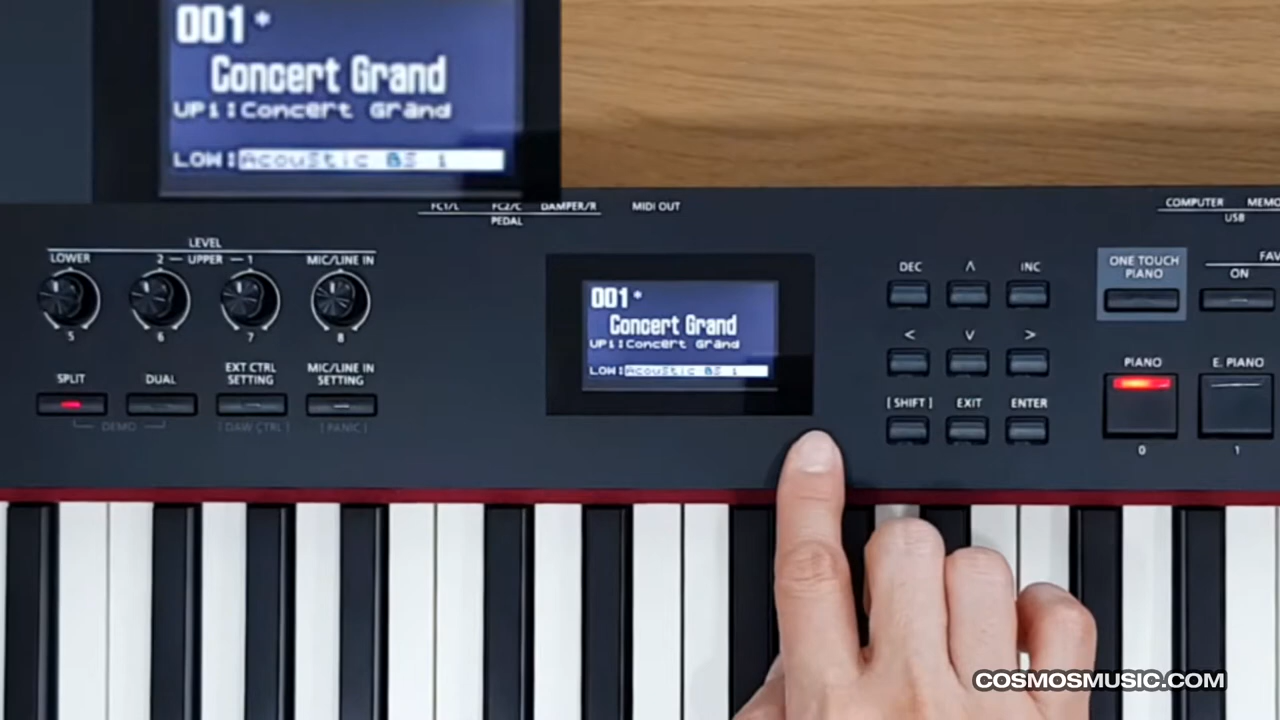 001*
Concert Grand
UP1:Concert Grand
LOW:Acoustic BS 1
FC1/L FC2/C DAMPER/R MIDI OUT
PEDAL
COMPUTER MEMO
USB
LEVEL
LOWER 2 — UPPER — 1 MIC/LINE IN
5 6 7 8
SPLIT DUAL EXT CTRL SETTING MIC/LINE IN SETTING
DEMO [ DAW CTRL ] [ PANIC ]
001*
Concert Grand
UP1:Concert Grand
LOW:Acoustic BS 1
DEC ∧ INC
< ∨ >
[ SHIFT ] EXIT ENTER
ONE TOUCH
PIANO
FAV
ON
PIANO E. PIANO
0 1
COSMOSMUSIC.COM